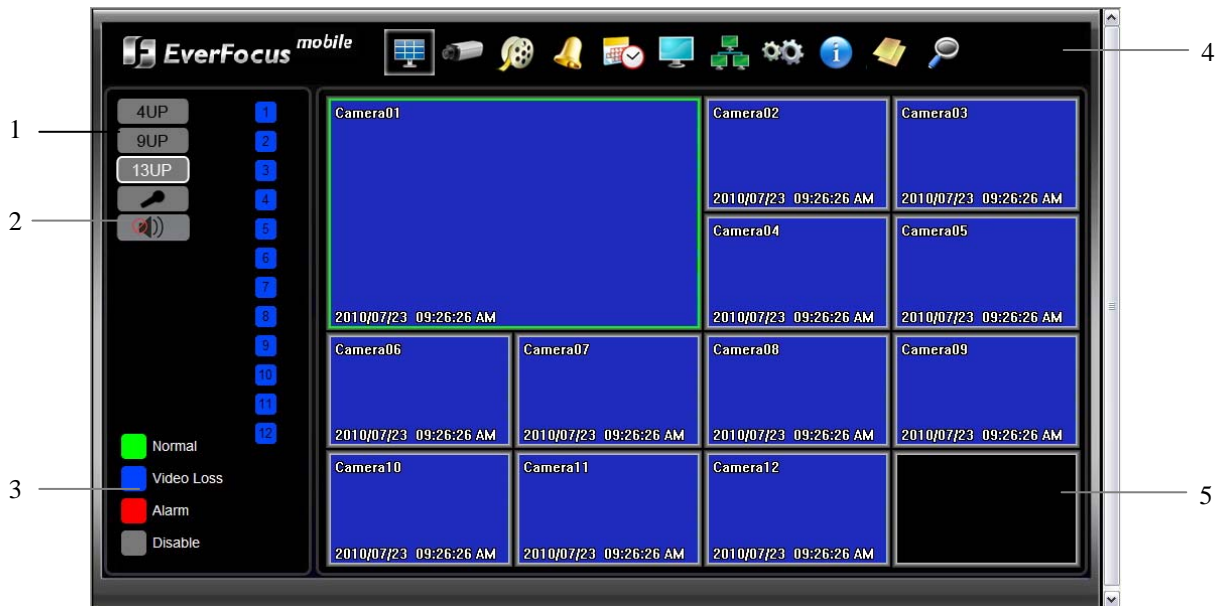 EverFocus mobile
4
1
4UP
9UP
13UP
2
1
2
3
4
5
6
7
8
9
10
11
12
Normal
3
Video Loss
Alarm
Disable
Camera01
2010/07/23 09:26:26 AM
Camera02
2010/07/23 09:26:26 AM
Camera03
2010/07/23 09:26:26 AM
Camera04
2010/07/23 09:26:26 AM
Camera05
2010/07/23 09:26:26 AM
Camera06
2010/07/23 09:26:26 AM
Camera07
2010/07/23 09:26:26 AM
Camera08
2010/07/23 09:26:26 AM
Camera09
2010/07/23 09:26:26 AM
Camera10
2010/07/23 09:26:26 AM
Camera11
2010/07/23 09:26:26 AM
Camera12
2010/07/23 09:26:26 AM
5